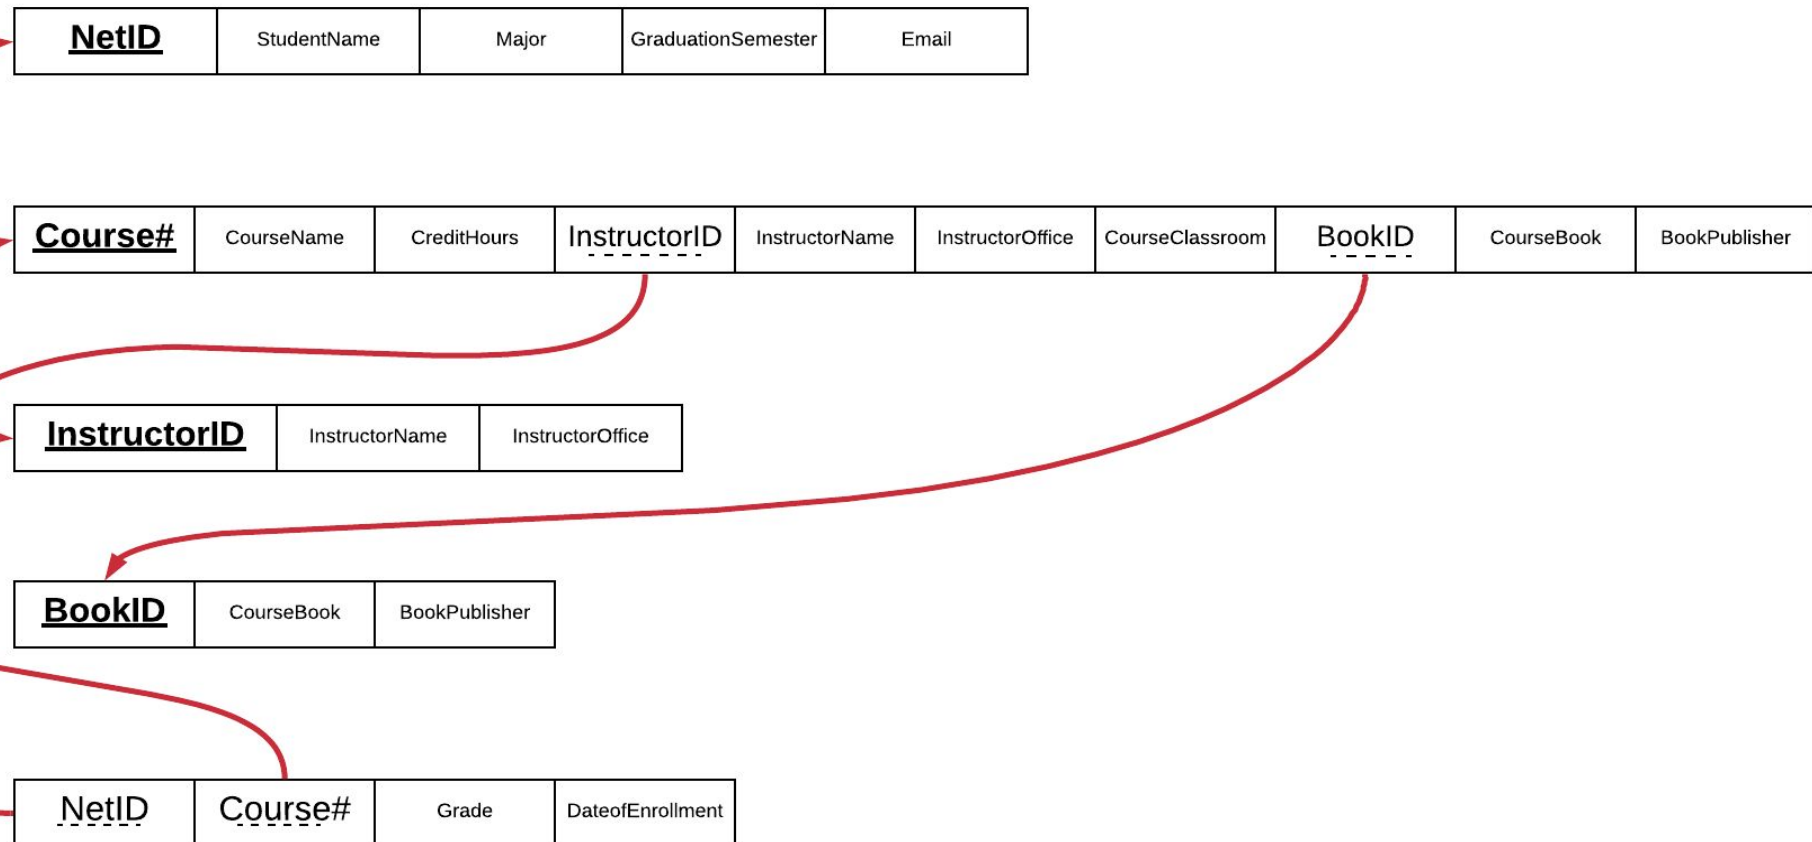 NetID StudentName Major GraduationSemester Email
Course# CourseName CreditHours InstructorID InstructorName InstructorOffice CourseClassroom BookID CourseBook BookPublisher
InstructorID InstructorName InstructorOffice
BookID CourseBook BookPublisher
NetID Course# Grade DateofEnrollment